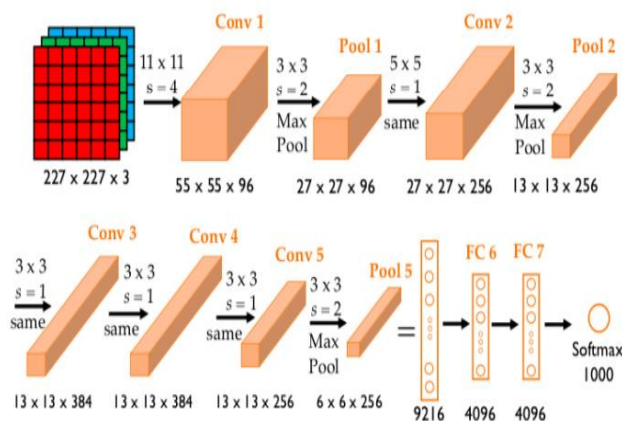 Conv 1
11 x 11
s = 4
Pool 1
3 x 3
s = 2
Max
Pool
Conv 2
5 x 5
s = 1
same
Pool 2
3 x 3
s = 2
Max
Pool
227 x 227 x 3
55 x 55 x 96
27 x 27 x 96
27 x 27 x 256
13 x 13 x 256
3 x 3
s = 1
same
Conv 3
3 x 3
s = 1
same
Conv 4
3 x 3
s = 1
same
Conv 5
3 x 3
s = 2
Max
Pool
Pool 5
=
FC 6
FC 7
Softmax
1000
13 x 13 x 384
13 x 13 x 384
13 x 13 x 256
6 x 6 x 256
9216
4096
4096